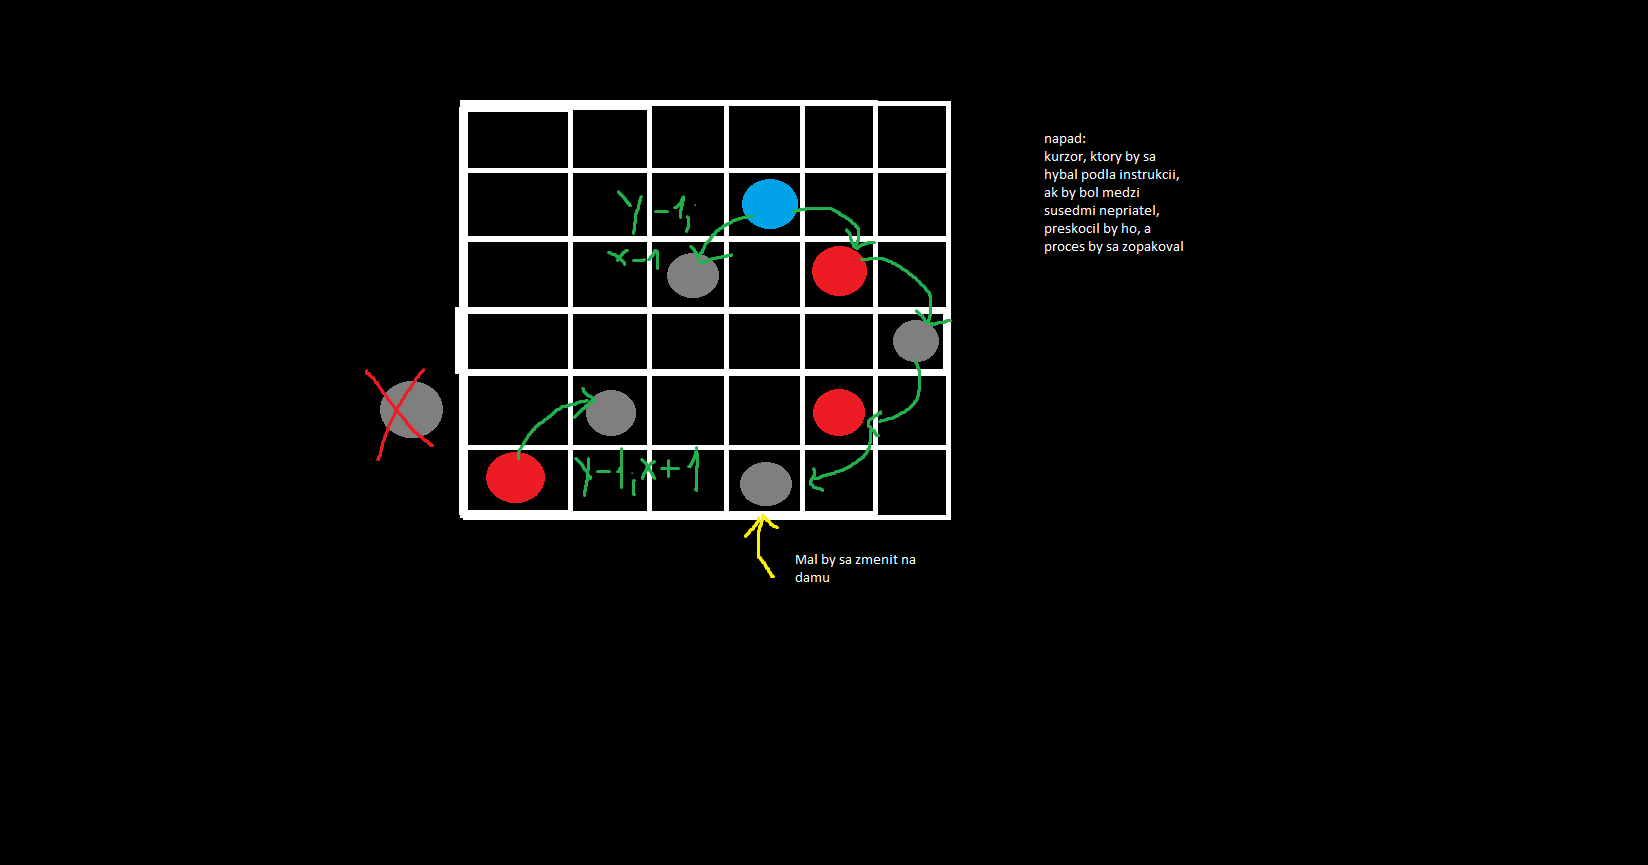 napad:
kurzor, ktory by sa
hybal podla instrukcii,
ak by bol medzi
susedmi nepriatel,
preskocil by ho, a
proces by sa zopakoval
y-1;
x-1
y-1;x+1
Mal by sa zmenit na
damu